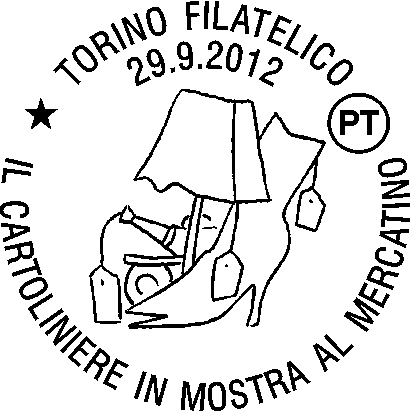 TORINO FILATELICO
29.9.2012
PT
IL CARTOLINIERE IN MOSTRA AL MERCATINO